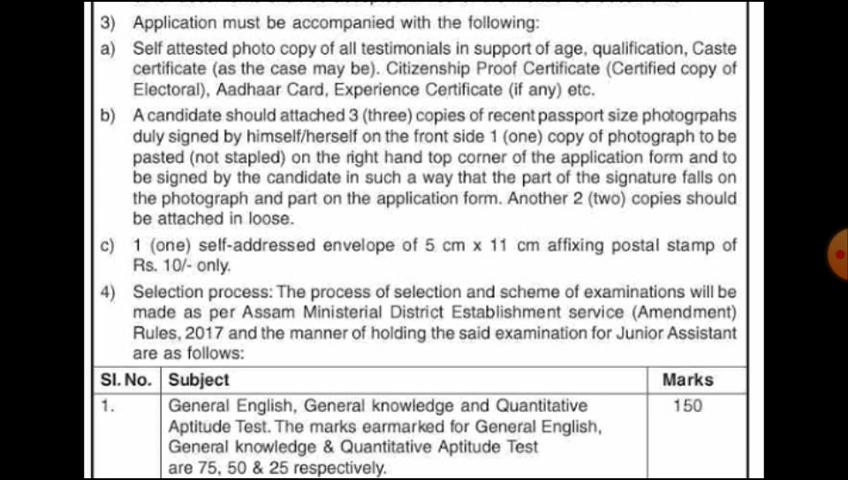 3) Application must be accompanied with the following:
a) Self attested photo copy of all testimonials in support of age, qualification, Caste
certificate (as the case may be). Citizenship Proof Certificate (Certified copy of
Electoral), Aadhaar Card, Experience Certificate (if any) etc.
b) A candidate should attached 3 (three) copies of recent passport size photogrpahs
duly signed by himself/herself on the front side 1 (one) copy of photograph to be
pasted (not stapled) on the right hand top corner of the application form and to
be signed by the candidate in such a way that the part of the signature falls on
the photograph and part on the application form. Another 2 (two) copies should
be attached in loose.
c) 1 (one) self-addressed envelope of 5 cm x 11 cm affixing postal stamp of
Rs. 10/- only.
4) Selection process: The process of selection and scheme of examinations will be
made as per Assam Ministerial District Establishment service (Amendment)
Rules, 2017 and the manner of holding the said examination for Junior Assistant
are as follows:
Sl. No. Subject Marks
1. General English, General knowledge and Quantitative 150
Aptitude Test. The marks earmarked for General English,
General knowledge & Quantitative Aptitude Test
are 75, 50 & 25 respectively.